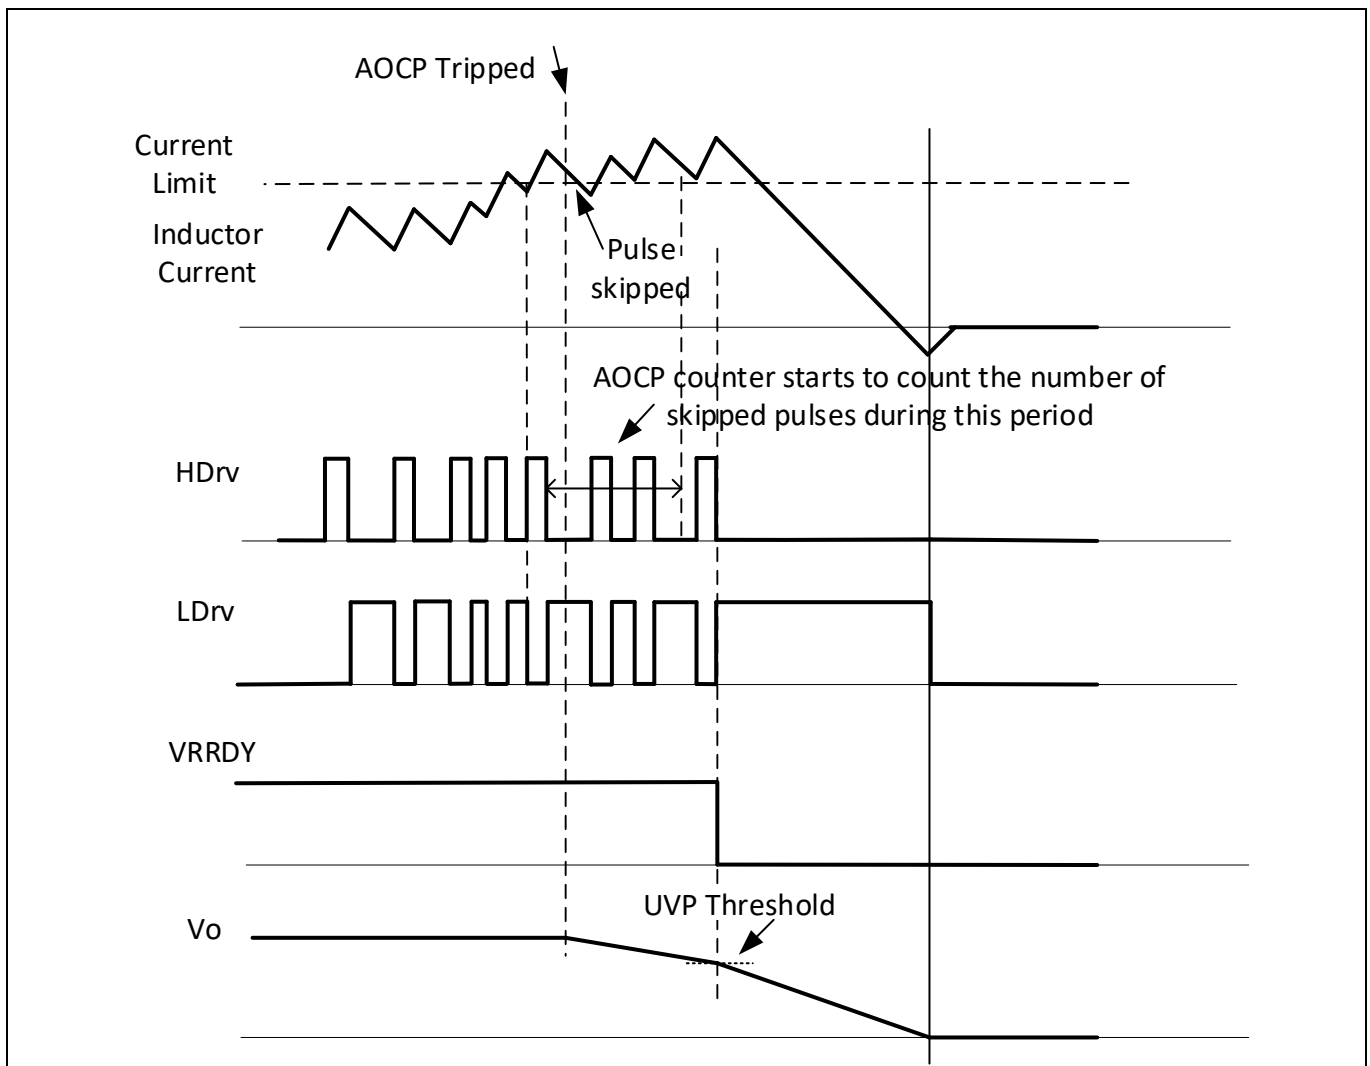 AOCP Tripped
Current
Limit
Inductor
Current
Pulse
skipped
AOCP counter starts to count the number of
skipped pulses during this period
HDrv
LDrv
VRRDY
UVP Threshold
Vo